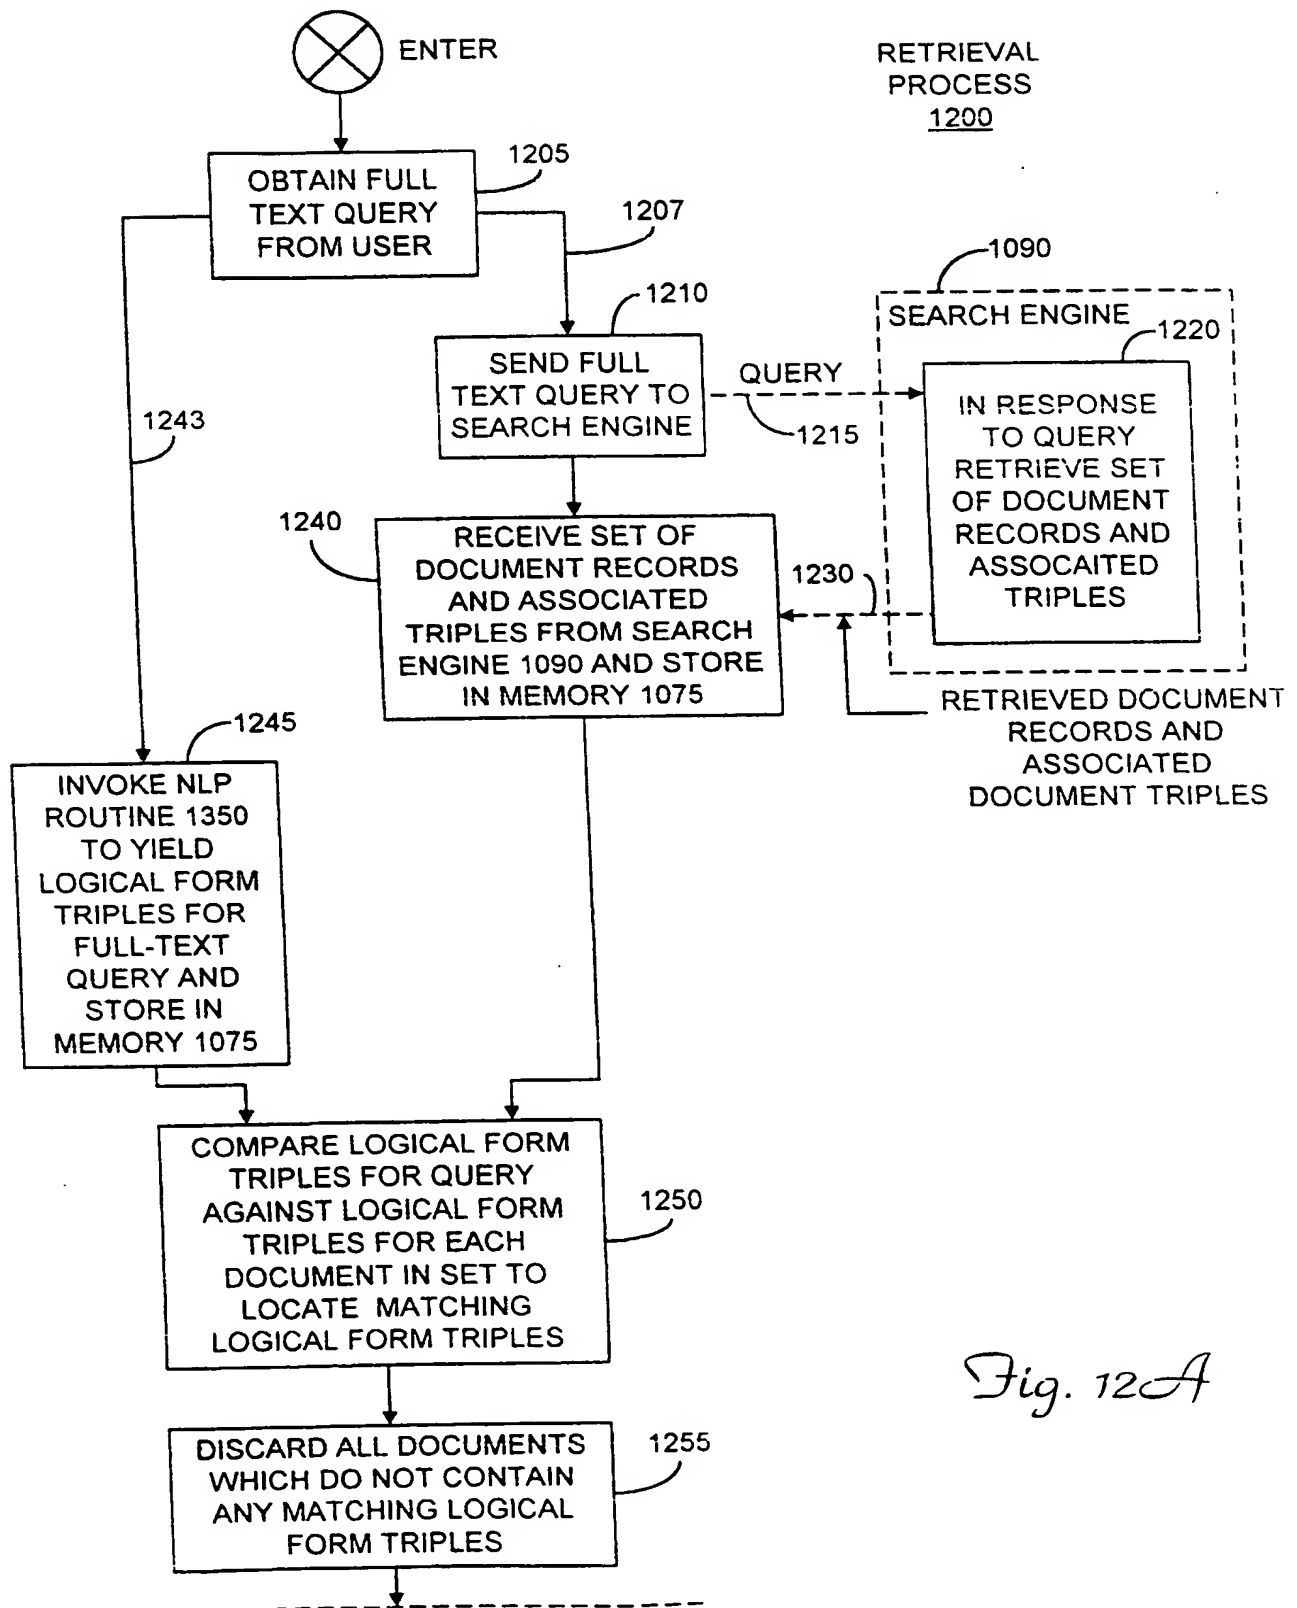 ENTER
RETRIEVAL
PROCESS
1200
1205
OBTAIN FULL
TEXT QUERY
FROM USER
1207
1210
SEND FULL
TEXT QUERY TO
SEARCH ENGINE
QUERY
1215
1090
SEARCH ENGINE
1220
IN RESPONSE
TO QUERY
RETRIEVE SET
OF DOCUMENT
RECORDS AND
ASSOCAITED
TRIPLES
1243
1240
RECEIVE SET OF
DOCUMENT RECORDS
AND ASSOCIATED
TRIPLES FROM SEARCH
ENGINE 1090 AND STORE
IN MEMORY 1075
1230
RETRIEVED DOCUMENT
RECORDS AND
ASSOCIATED
DOCUMENT TRIPLES
1245
INVOKE NLP
ROUTINE 1350
TO YIELD
LOGICAL FORM
TRIPLES FOR
FULL-TEXT
QUERY AND
STORE IN
MEMORY 1075
COMPARE LOGICAL FORM
TRIPLES FOR QUERY
AGAINST LOGICAL FORM
TRIPLES FOR EACH
DOCUMENT IN SET TO
LOCATE MATCHING
LOGICAL FORM TRIPLES
1250
DISCARD ALL DOCUMENTS
WHICH DO NOT CONTAIN
ANY MATCHING LOGICAL
FORM TRIPLES
1255
Fig. 12A